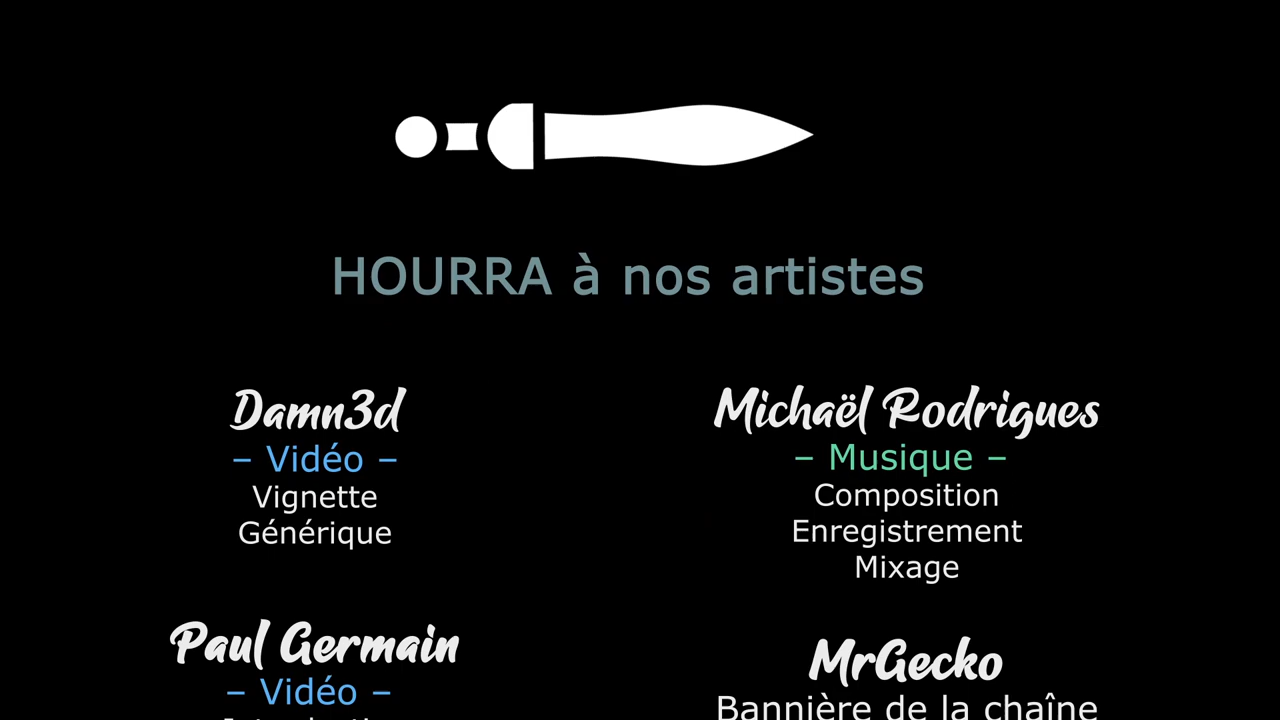 HOURRA à nos artistes
Damn3d
– Vidéo –
Vignette
Générique
Michaël Rodrigues
– Musique –
Composition
Enregistrement
Mixage
Paul Germain
– Vidéo –
MrGecko
Bannière de la chaîne